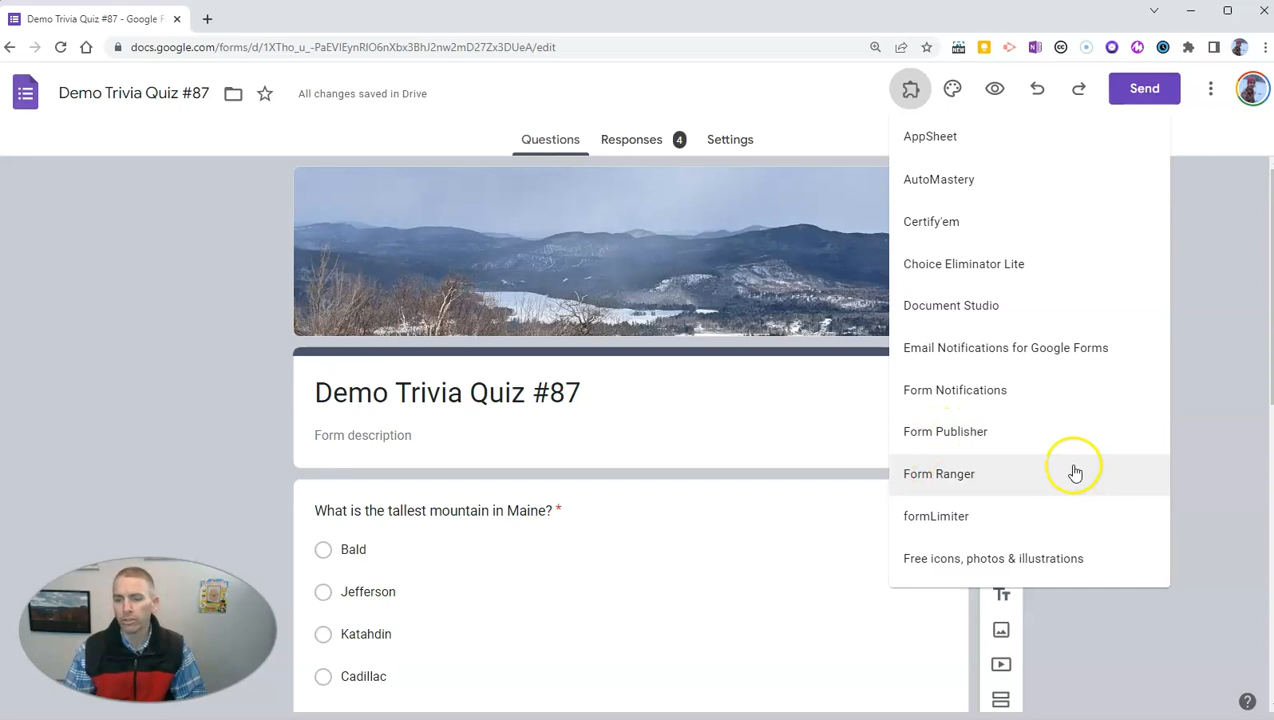 Demo Trivia Quiz #87 - Google F
docs.google.com/forms/d/1XTho_u_-PaEVIEynRIO6nXbx3BhJ2nw2mD27Zx3DUeA/edit
Demo Trivia Quiz #87
All changes saved in Drive
Send
Questions
Responses
4
Settings
AppSheet
AutoMastery
Certify'em
Choice Eliminator Lite
Document Studio
Email Notifications for Google Forms
Form Notifications
Form Publisher
Form Ranger
formLimiter
Free icons, photos & illustrations
Demo Trivia Quiz #87
Form description
What is the tallest mountain in Maine? *
Bald
Jefferson
Katahdin
Cadillac